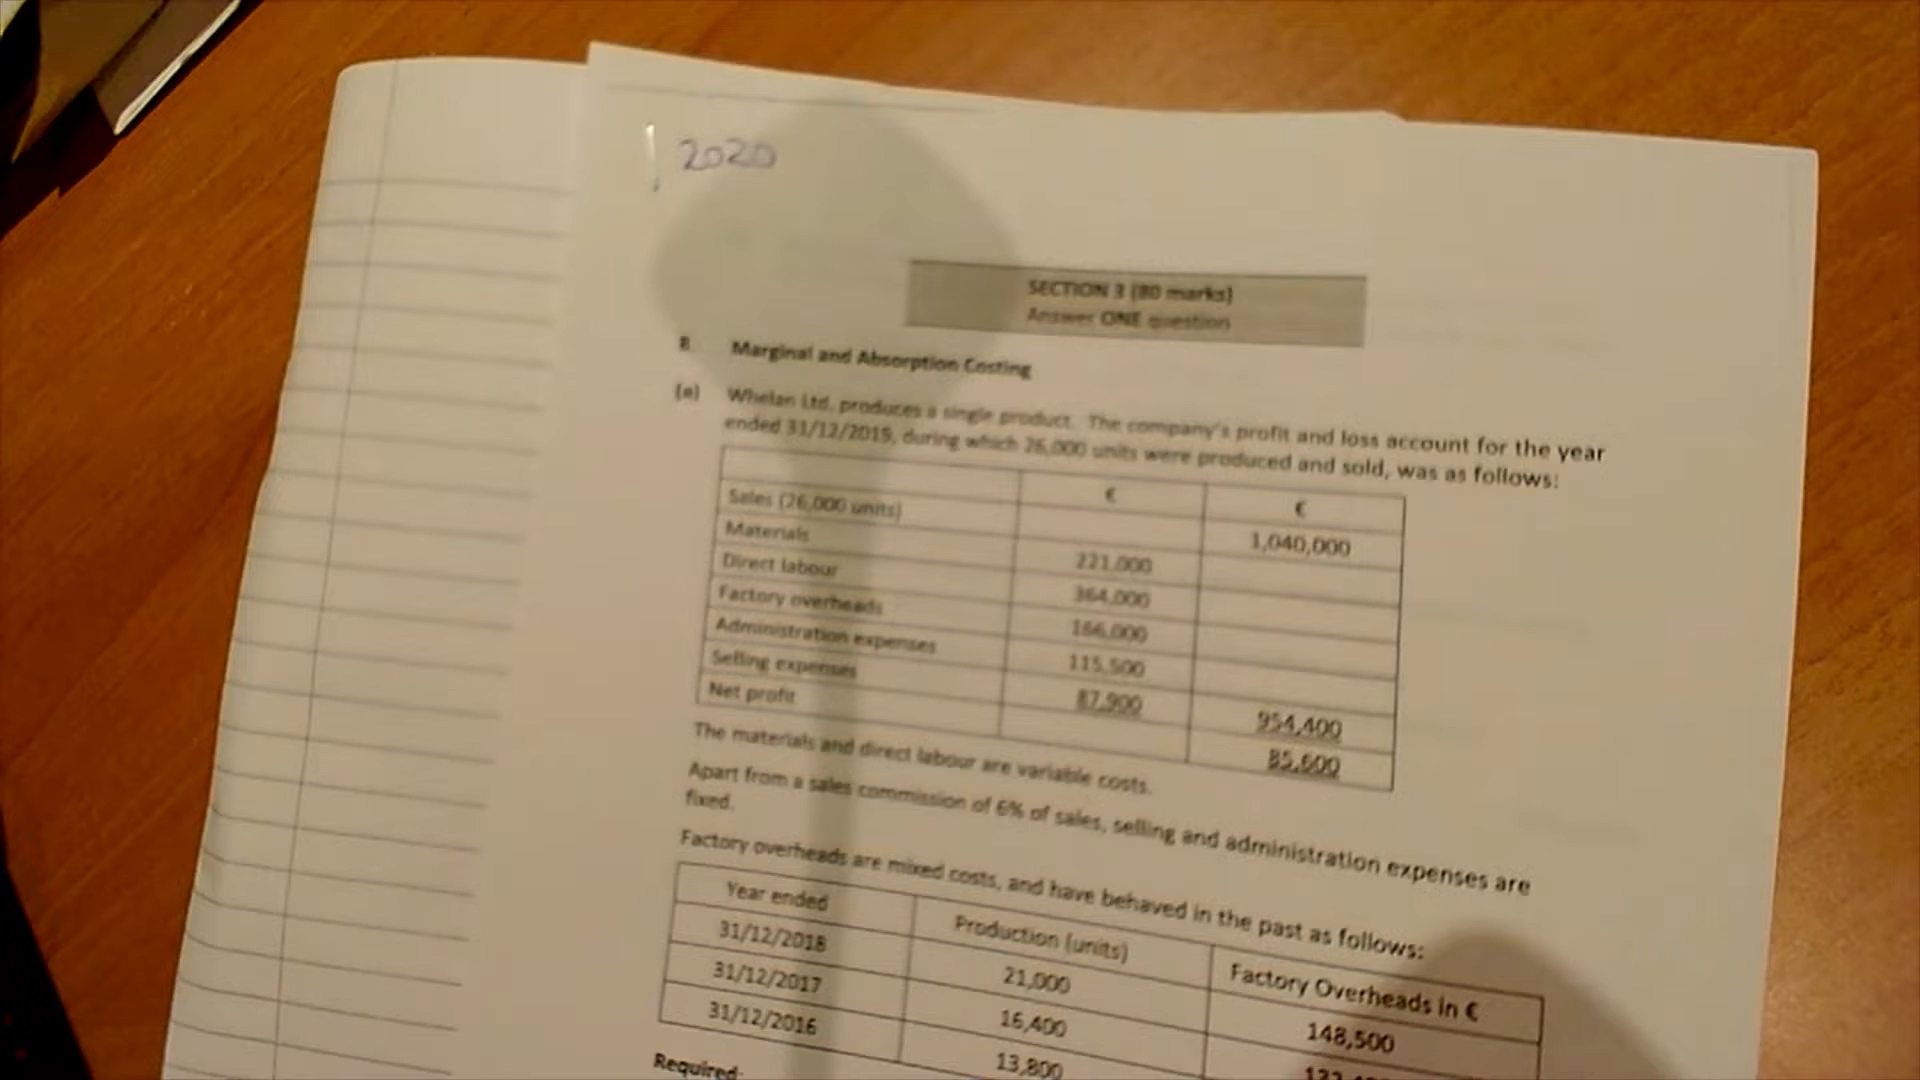 2020
SECTION 3 (80 marks)
Answer ONE question
8. Marginal and Absorption Costing
(a) Whelan Ltd. produces a single product. The company's profit and loss account for the year
ended 31/12/2019, during which 26,000 units were produced and sold, was as follows:
€ €
Sales (26,000 units) 1,040,000
Materials 221,000
Direct labour 364,000
Factory overheads 166,000
Administration expenses 115,500
Selling expenses 87,900 954,400
Net profit 85,600
The materials and direct labour are variable costs.
Apart from a sales commission of 6% of sales, selling and administration expenses are
fixed.
Factory overheads are mixed costs, and have behaved in the past as follows:
Year ended Production (units) Factory Overheads in €
31/12/2018 21,000 148,500
31/12/2017 16,400
31/12/2016 13,800
Required: